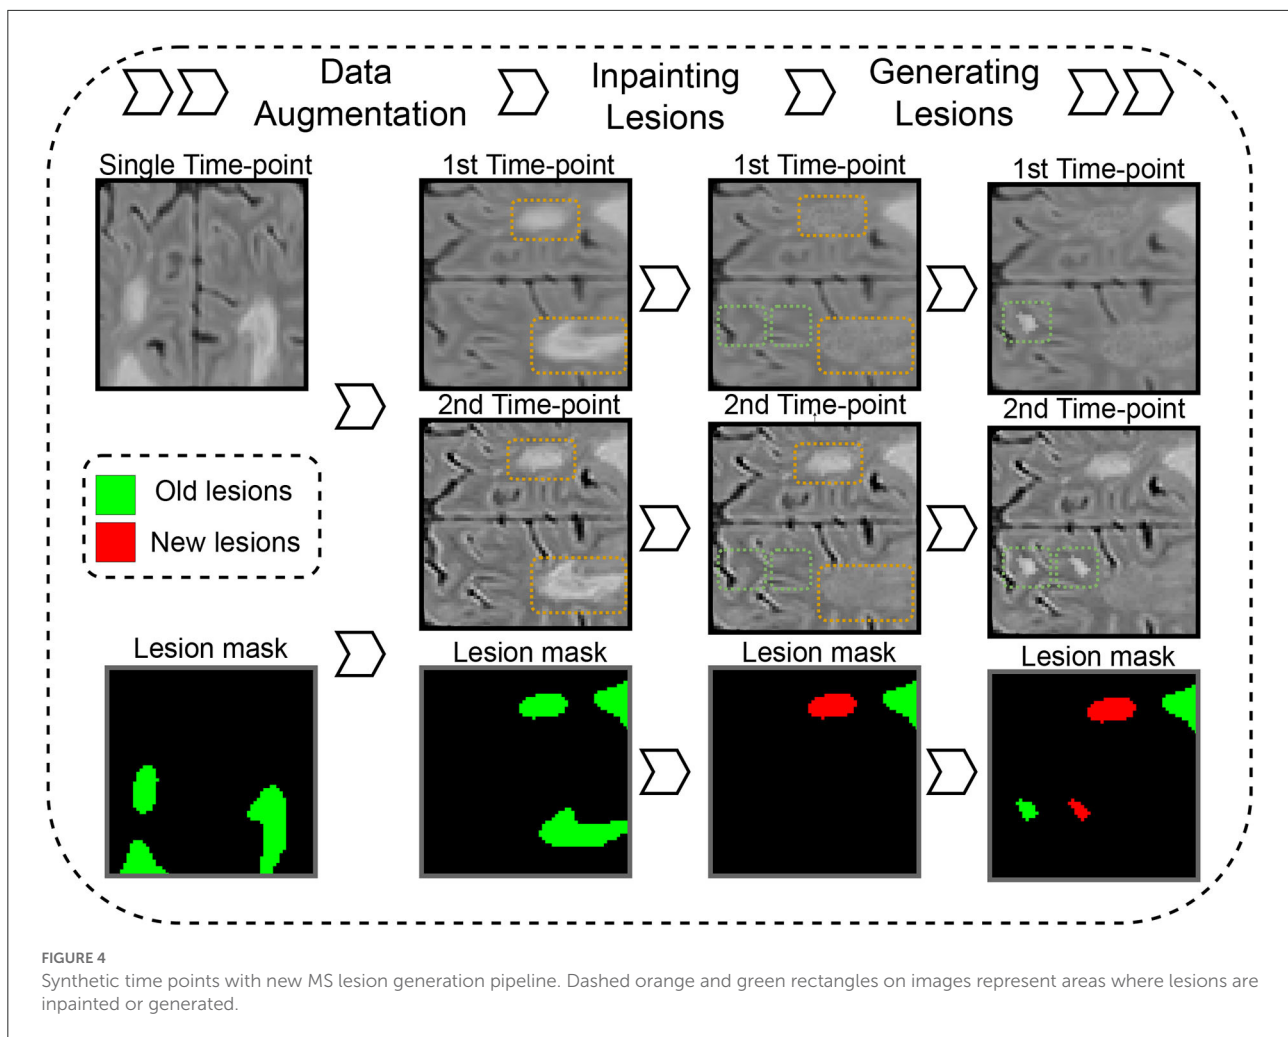 Data
Augmentation
Inpainting
Lesions
Generating
Lesions
Single Time-point
1st Time-point
1st Time-point
1st Time-point
2nd Time-point
2nd Time-point
2nd Time-point
Old lesions
New lesions
Lesion mask
Lesion mask
Lesion mask
Lesion mask
FIGURE 4
Synthetic time points with new MS lesion generation pipeline. Dashed orange and green rectangles on images represent areas where lesions are
inpainted or generated.